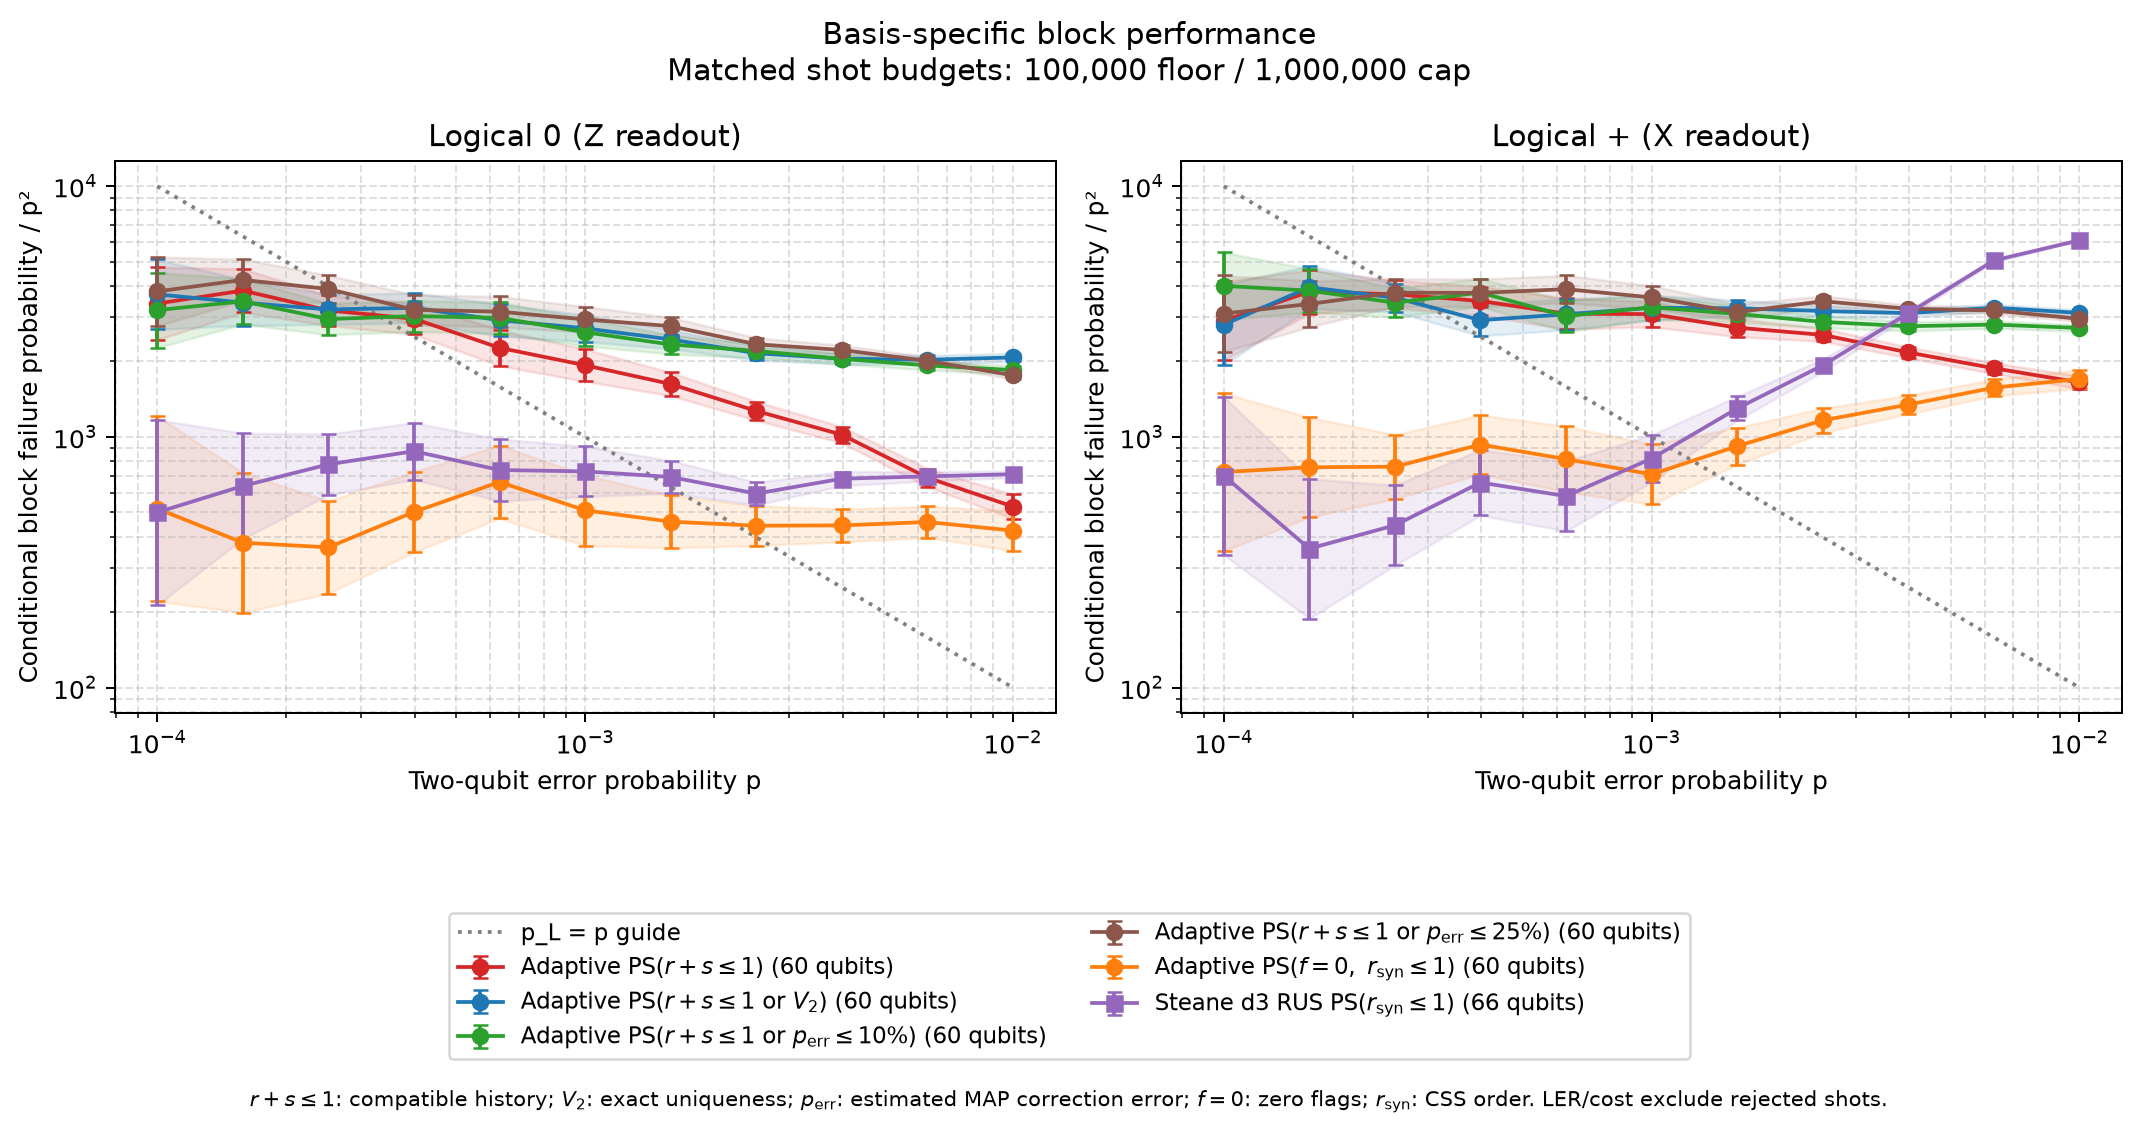 Basis-specific block performance
Matched shot budgets: 100,000 floor / 1,000,000 cap
Logical 0 (Z readout)
Conditional block failure probability / p²
10⁴
10³
10²
10⁻⁴
10⁻³
10⁻²
Two-qubit error probability p
Logical + (X readout)
Conditional block failure probability / p²
10⁴
10³
10²
10⁻⁴
10⁻³
10⁻²
Two-qubit error probability p
p_L = p guide
Adaptive PS(r + s ≤ 1) (60 qubits)
Adaptive PS(r + s ≤ 1 or V₂) (60 qubits)
Adaptive PS(r + s ≤ 1 or p_err ≤ 10%) (60 qubits)
Adaptive PS(r + s ≤ 1 or p_err ≤ 25%) (60 qubits)
Adaptive PS(f = 0, r_syn ≤ 1) (60 qubits)
Steane d3 RUS PS(r_syn ≤ 1) (66 qubits)
r + s ≤ 1: compatible history; V₂: exact uniqueness; p_err: estimated MAP correction error; f = 0: zero flags; r_syn: CSS order. LER/cost exclude rejected shots.